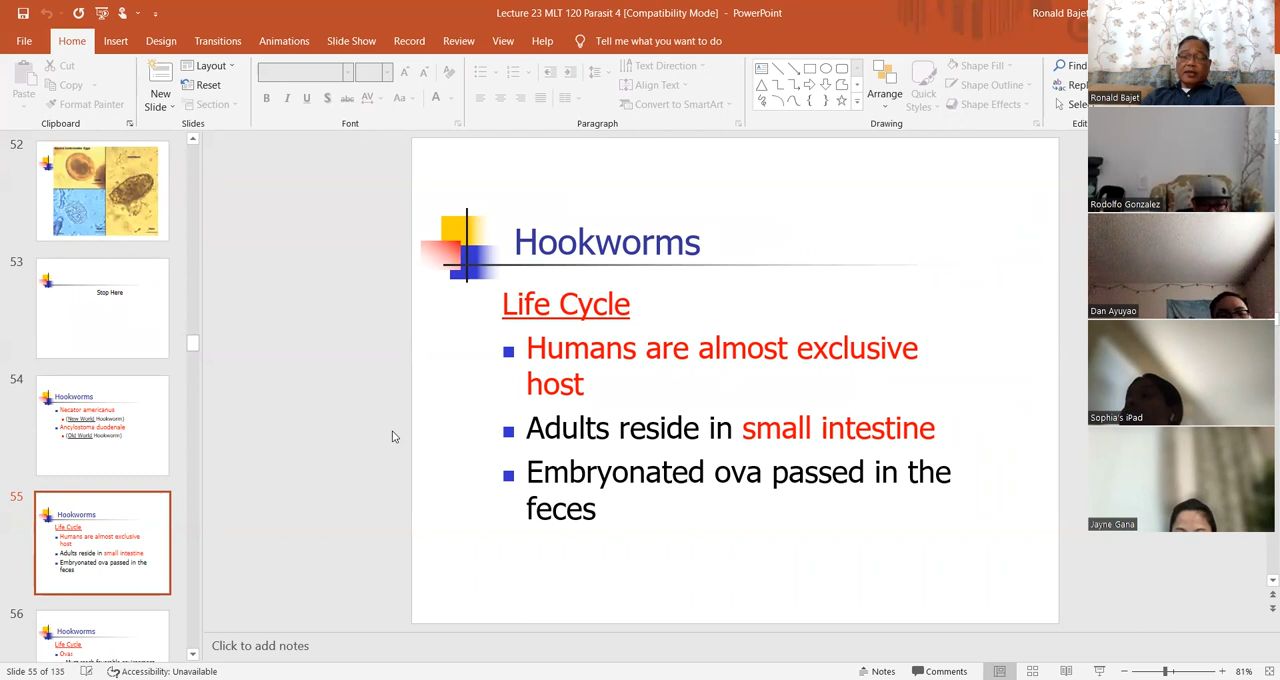 Lecture 23 MLT 120 Parasit 4 [Compatibility Mode] - PowerPoint
Ronald Bajet
File Home Insert Design Transitions Animations Slide Show Record Review View Help Tell me what you want to do
Paste
Cut
Copy
Format Painter
Clipboard
New
Slide
Layout
Reset
Section
Slides
B I U S abc AV Aa A
Font
Text Direction
Align Text
Convert to SmartArt
Paragraph
Arrange
Quick
Styles
Shape Fill
Shape Outline
Shape Effects
Drawing
Find
52
53
Stop Here
54
Hookworms
Necator americanus
(New World Hookworm)
Ancylostoma duodenale
(Old World Hookworm)
55
Hookworms
Life Cycle
Humans are almost exclusive
host
Adults reside in small intestine
Embryonated ova passed in the
feces
56
Hookworms
Life Cycle
Ovas
Hookworms
Life Cycle
Humans are almost exclusive
host
Adults reside in small intestine
Embryonated ova passed in the
feces
Click to add notes
Slide 55 of 135
Accessibility: Unavailable
Notes
Comments
81%
Ronald Bajet
Rodolfo Gonzalez
Dan Ayuyao
Sophia's iPad
Jayne Gana